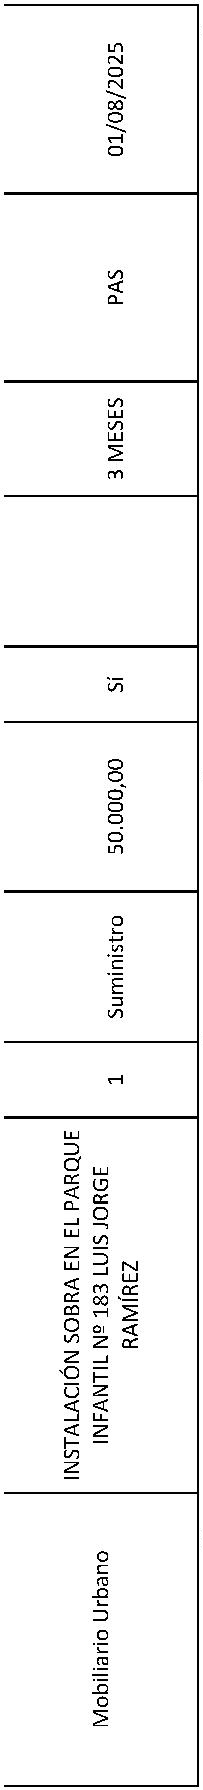 Mobiliario Urbano
INSTALACIÓN SOBRA EN EL PARQUE
INFANTIL Nº 183 LUIS JORGE
RAMÍREZ
1
Suministro
50.000,00
Sí
3 MESES
PAS
01/08/2025